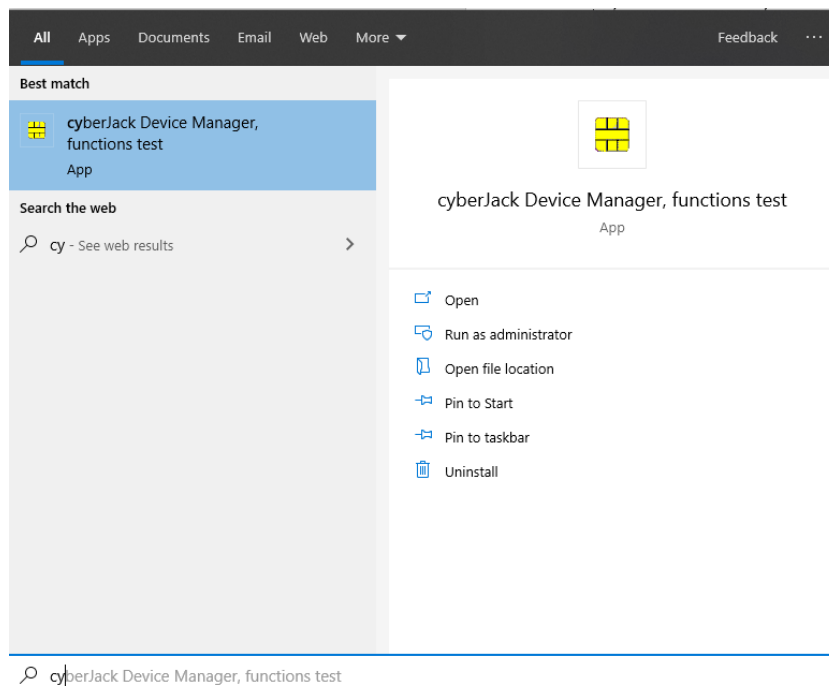 All Apps Documents Email Web More Feedback ...
Best match
cyberJack Device Manager,
functions test
App
Search the web
cy - See web results
cyberJack Device Manager, functions test
App
Open
Run as administrator
Open file location
Pin to Start
Pin to taskbar
Uninstall
cyberJack Device Manager, functions test